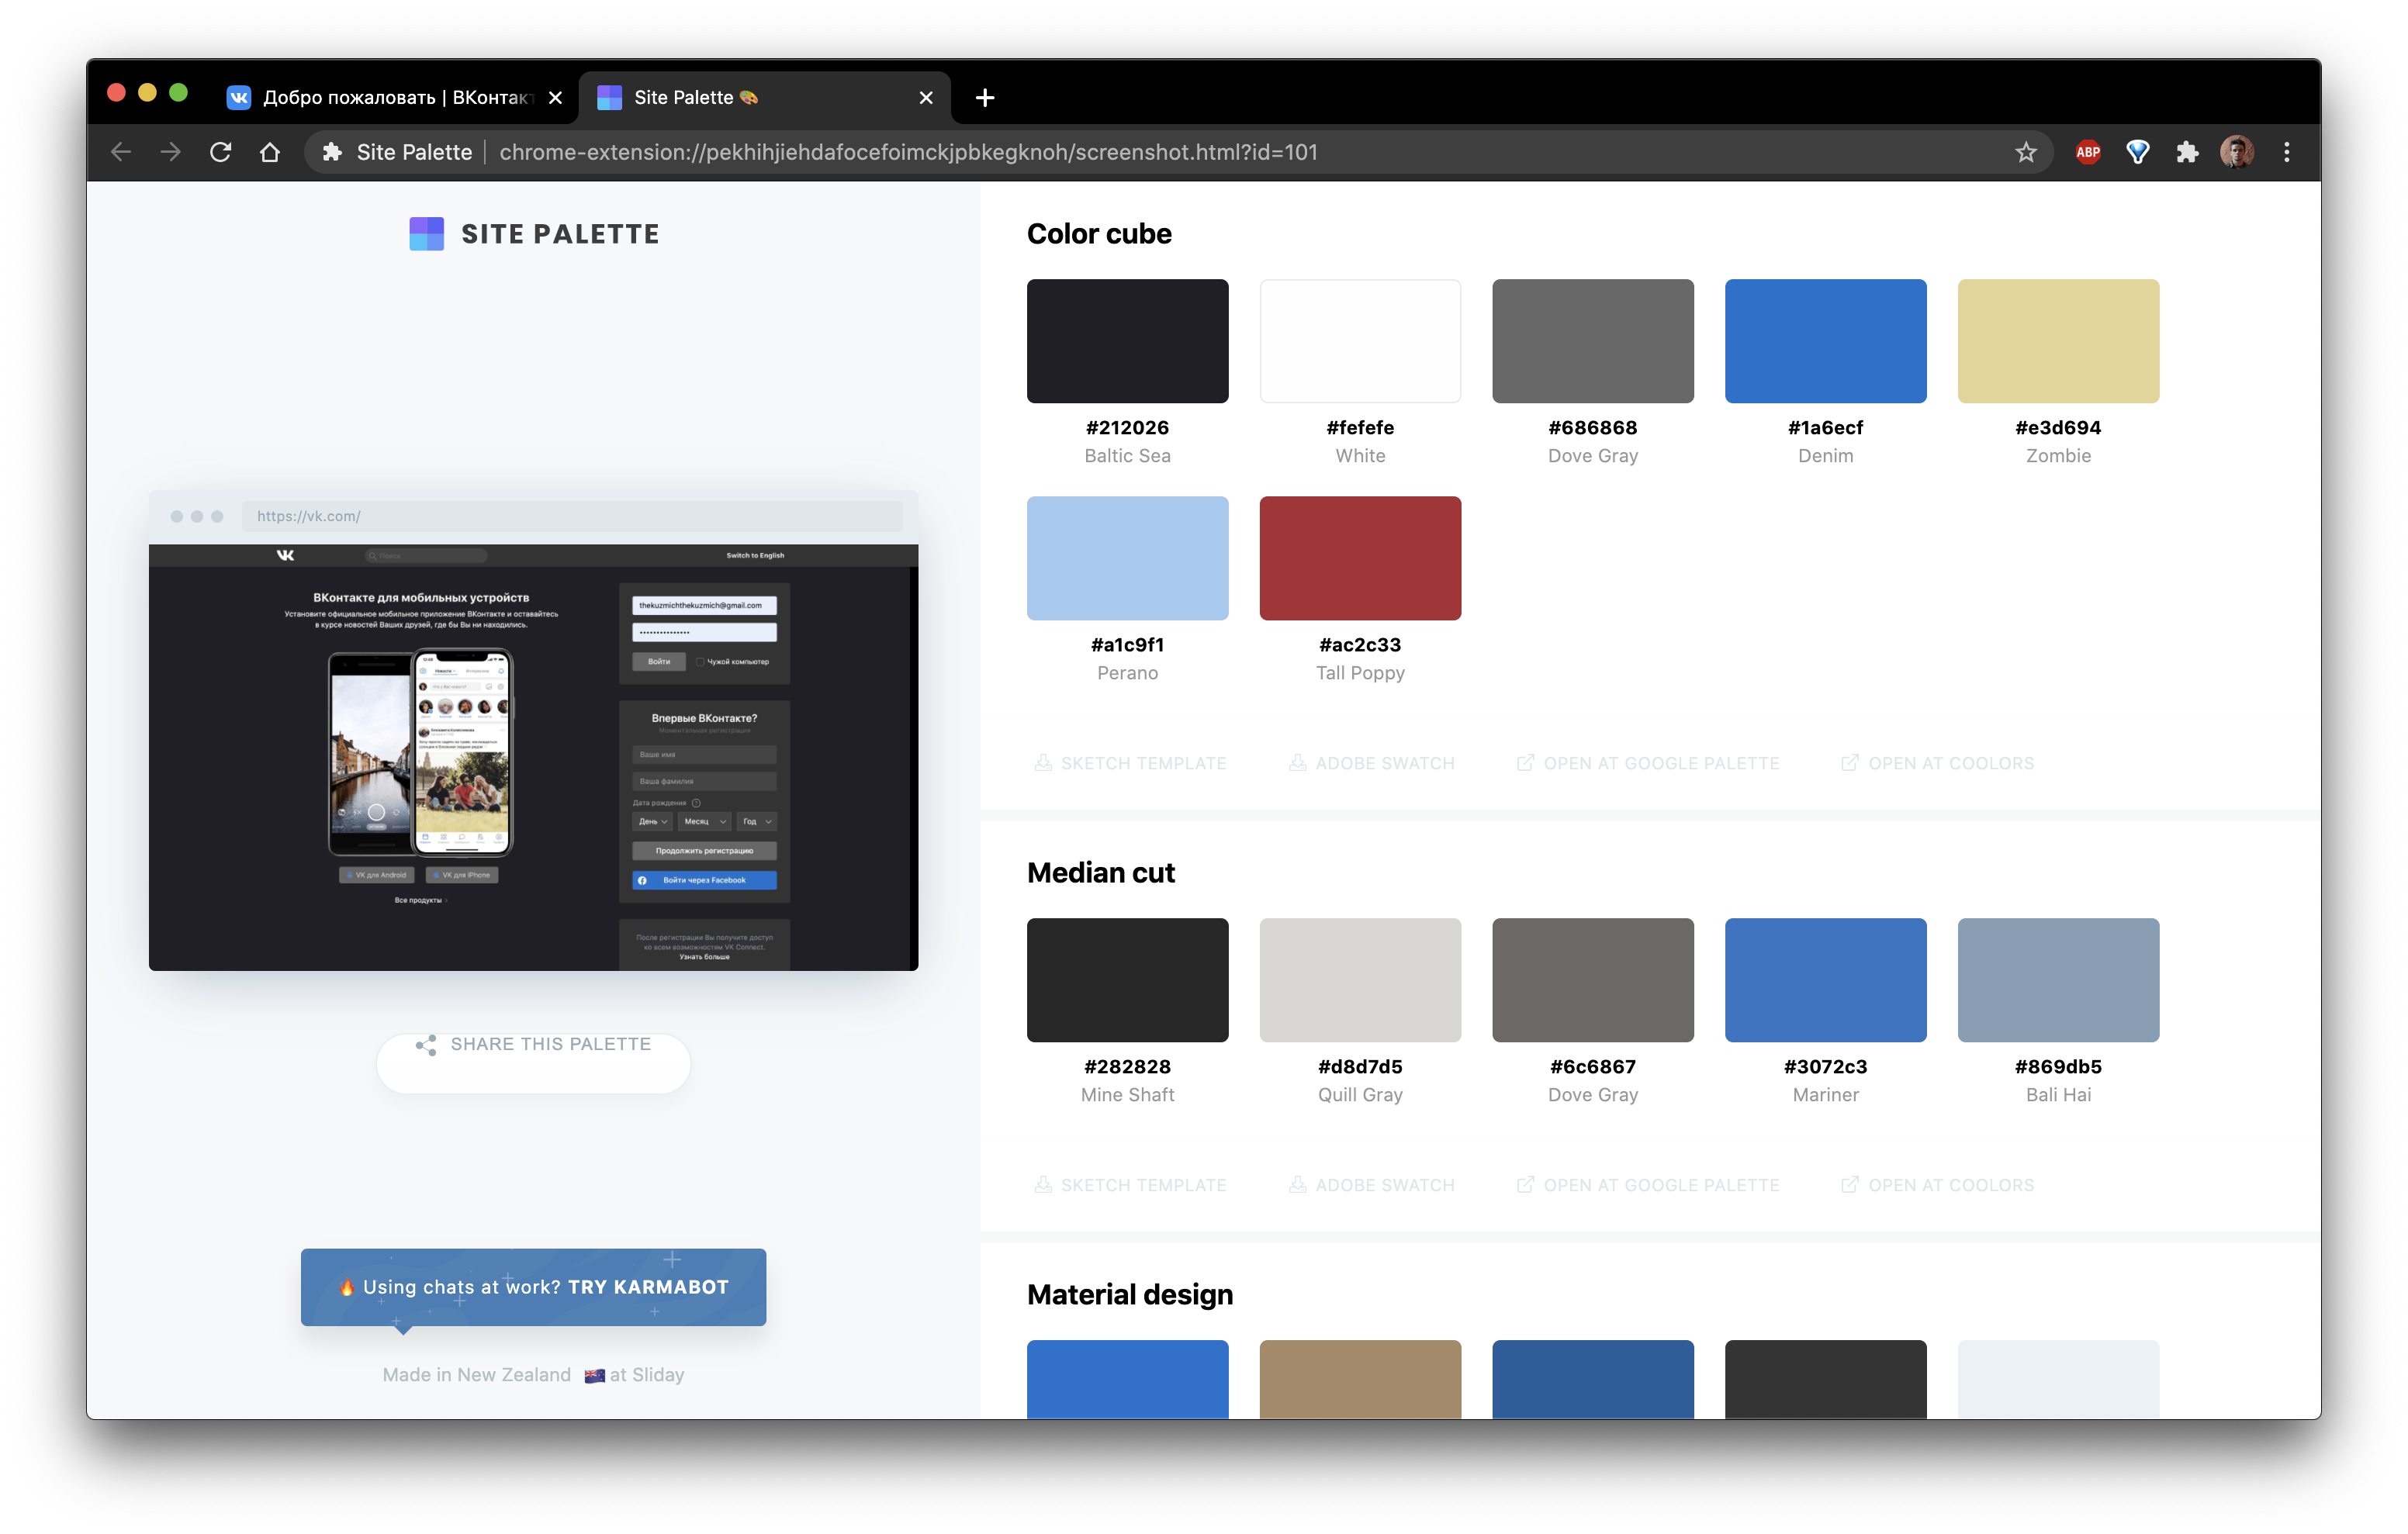 Добро пожаловать | ВКонтакт
Site Palette
Site Palette
chrome-extension://pekhihjiehdafocefoimckjpbkegknoh/screenshot.html?id=101
ABP
SITE PALETTE
https://vk.com/
Поиск
Switch to English
ВКонтакте для мобильных устройств
Установите официальное мобильное приложение ВКонтакте и оставайтесь
в курсе новостей Ваших друзей, где бы Вы ни находились.
thekuzmichthekuzmich@gmail.com
Войти
Чужой компьютер
Впервые ВКонтакте?
Моментальная регистрация
Ваше имя
Ваша фамилия
Дата рождения
День
Месяц
Год
Продолжить регистрацию
Войти через Facebook
VK для Android
VK для iPhone
Все продукты
После регистрации Вы получите доступ
ко всем возможностям VK Connect.
Узнать больше
SHARE THIS PALETTE
Using chats at work? TRY KARMABOT
Made in New Zealand at Sliday
Color cube
#212026
Baltic Sea
#fefefe
White
#686868
Dove Gray
#1a6ecf
Denim
#e3d694
Zombie
#a1c9f1
Perano
#ac2c33
Tall Poppy
SKETCH TEMPLATE
ADOBE SWATCH
OPEN AT GOOGLE PALETTE
OPEN AT COOLORS
Median cut
#282828
Mine Shaft
#d8d7d5
Quill Gray
#6c6867
Dove Gray
#3072c3
Mariner
#869db5
Bali Hai
SKETCH TEMPLATE
ADOBE SWATCH
OPEN AT GOOGLE PALETTE
OPEN AT COOLORS
Material design